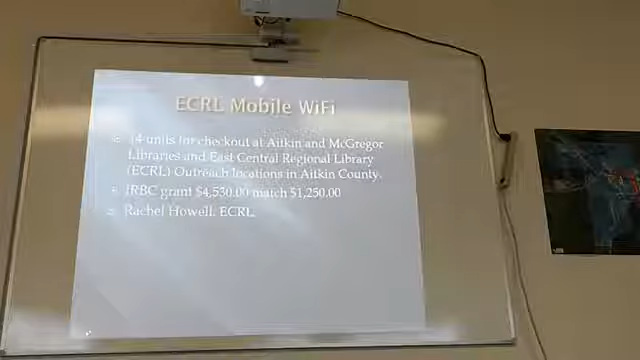 ECRL Mobile WiFi
14 units for checkout at Aitkin and McGregor
Libraries and East Central Regional Library
(ECRL) Outreach locations in Aitkin County.
IRBC grant $4,530.00 match $1,250.00
Rachel Howell. ECRL.